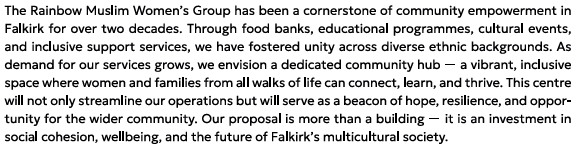 The Rainbow Muslim Women's Group has been a cornerstone of community empowerment in
Falkirk for over two decades. Through food banks, educational programmes, cultural events,
and inclusive support services, we have fostered unity across diverse ethnic backgrounds. As
demand for our services grows, we envision a dedicated community hub — a vibrant, inclusive
space where women and families from all walks of life can connect, learn, and thrive. This centre
will not only streamline our operations but will serve as a beacon of hope, resilience, and oppor-
tunity for the wider community. Our proposal is more than a building — it is an investment in
social cohesion, wellbeing, and the future of Falkirk's multicultural society.